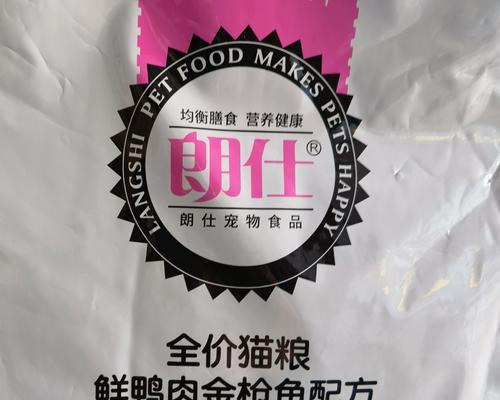 LANGSHI PET FOOD MAKES PETS HAPPY
均衡膳食 营养健康
朗仕®
朗仕宠物食品
全价猫粮
鲜鸭肉金枪鱼配方